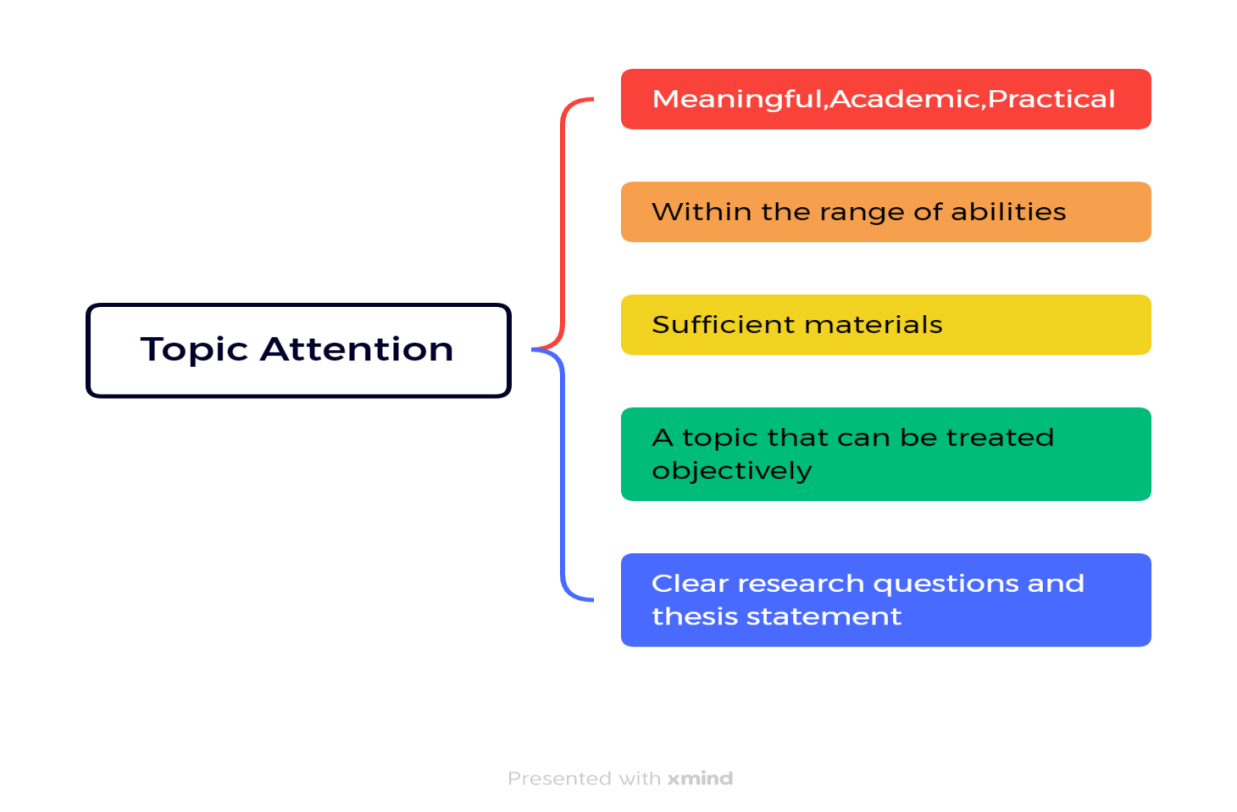 Topic Attention
Meaningful,Academic,Practical
Within the range of abilities
Sufficient materials
A topic that can be treated
objectively
Clear research questions and
thesis statement
Presented with xmind